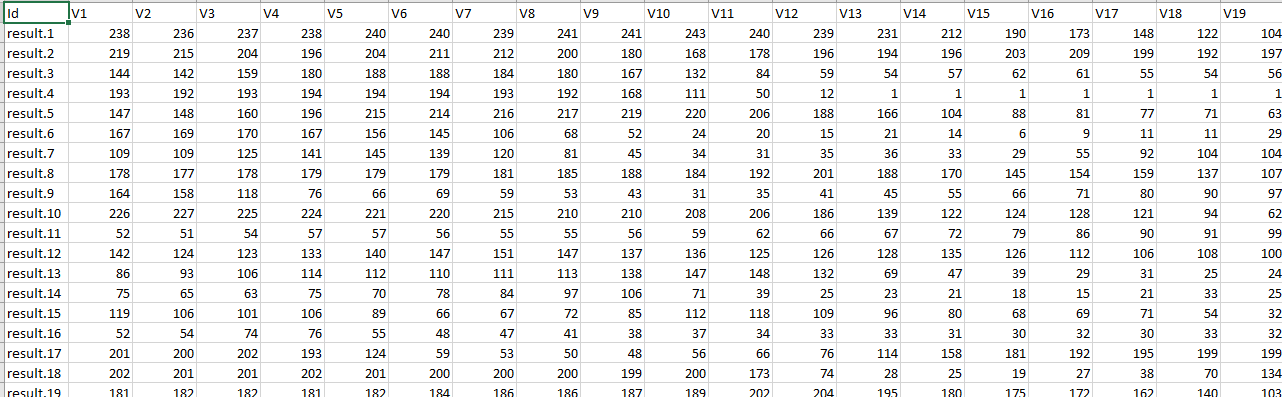 Id V1 V2 V3 V4 V5 V6 V7 V8 V9 V10 V11 V12 V13 V14 V15 V16 V17 V18 V19
result.1 238 236 237 238 240 240 239 241 241 243 240 239 231 212 190 173 148 122 104
result.2 219 215 204 196 204 211 212 200 180 168 178 196 194 196 203 209 199 192 197
result.3 144 142 159 180 188 188 184 180 167 132 84 59 54 57 62 61 55 54 56
result.4 193 192 193 194 194 194 193 192 168 111 50 12 1 1 1 1 1 1 1
result.5 147 148 160 196 215 214 216 217 219 220 206 188 166 104 88 81 77 71 63
result.6 167 169 170 167 156 145 106 68 52 24 20 15 21 14 6 9 11 11 29
result.7 109 109 125 141 145 139 120 81 45 34 31 35 36 33 29 55 92 104 104
result.8 178 177 178 179 179 179 181 185 188 184 192 201 188 170 145 154 159 137 107
result.9 164 158 118 76 66 69 59 53 43 31 35 41 45 55 66 71 80 90 97
result.10 226 227 225 224 221 220 215 210 210 208 206 186 139 122 124 128 121 94 62
result.11 52 51 54 57 57 56 55 55 56 59 62 66 67 72 79 86 90 91 99
result.12 142 124 123 133 140 147 151 147 137 136 125 126 128 135 126 112 106 108 100
result.13 86 93 106 114 112 110 111 113 138 147 148 132 69 47 39 29 31 25 24
result.14 75 65 63 75 70 78 84 97 106 71 39 25 23 21 18 15 21 33 25
result.15 119 106 101 106 89 66 67 72 85 112 118 109 96 80 68 69 71 54 32
result.16 52 54 74 76 55 48 47 41 38 37 34 33 33 31 30 32 30 33 32
result.17 201 200 202 193 124 59 53 50 48 56 66 76 114 158 181 192 195 199 199
result.18 202 201 201 202 201 200 200 200 199 200 173 74 28 25 19 27 38 70 134
result.19 181 182 182 181 182 184 186 186 187 189 202 204 195 180 175 172 162 140 103